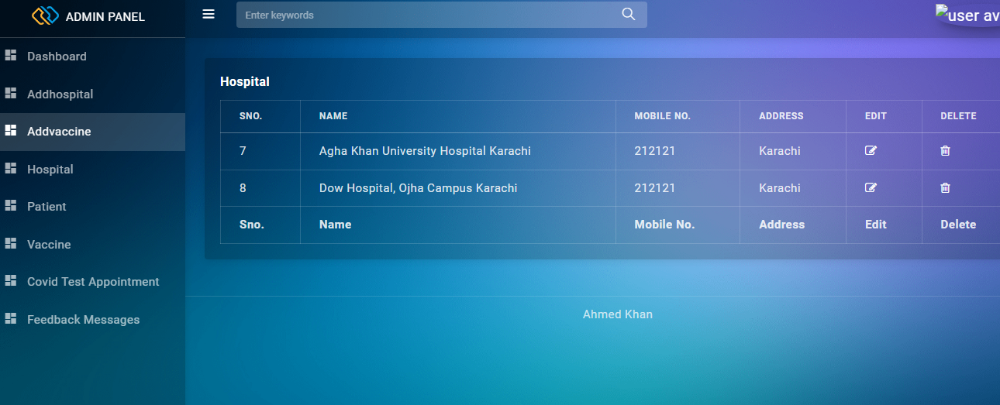 ADMIN PANEL
Enter keywords
user av
Dashboard
Addhospital
Addvaccine
Hospital
Patient
Vaccine
Covid Test Appointment
Feedback Messages
Hospital
SNO. NAME MOBILE NO. ADDRESS EDIT DELETE
7 Agha Khan University Hospital Karachi 212121 Karachi
8 Dow Hospital, Ojha Campus Karachi 212121 Karachi
Sno. Name Mobile No. Address Edit Delete
Ahmed Khan